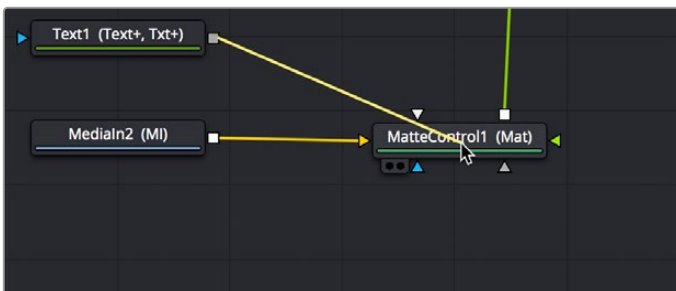 Text1 (Text+, Txt+)
MediaIn2 (MI)
MatteControl1 (Mat)